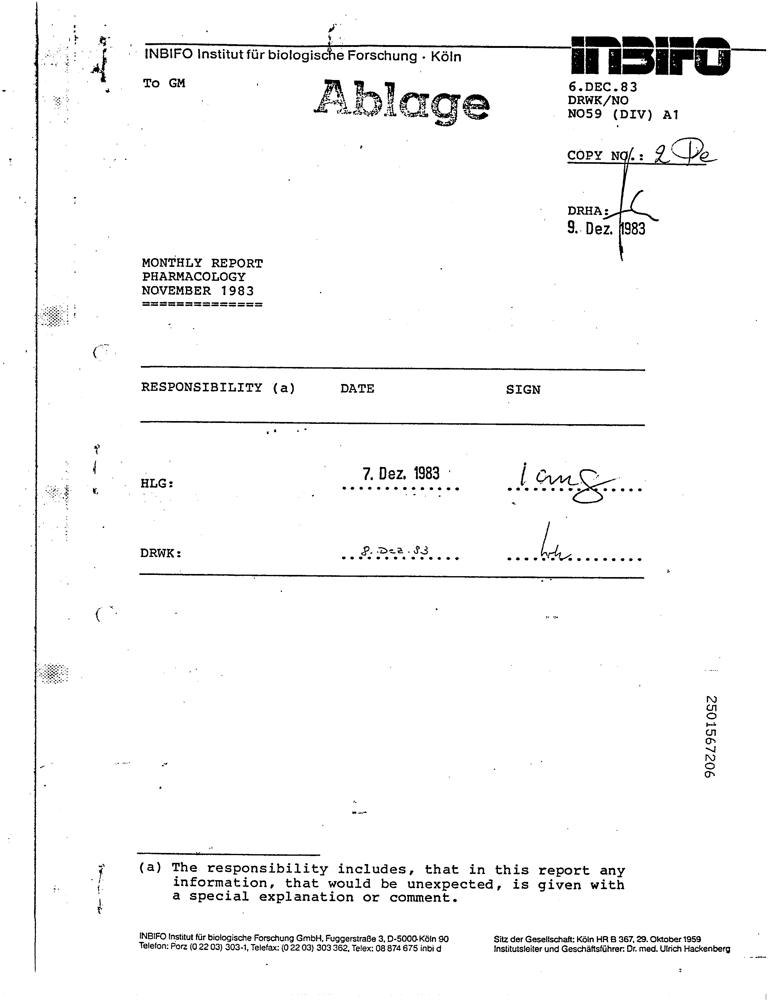 INBIFO Institut für biologische Forschung · Köln
INBIFO
To GM
Ablage
6.DEC.83
DRWK/NO
NO59 (DIV) A1
COPY NO.: 2
DRHA:
9. Dez. 1983
MONTHLY REPORT
PHARMACOLOGY
NOVEMBER 1983
==============
RESPONSIBILITY (a) DATE SIGN
HLG: 7. Dez. 1983 lang
DRWK: 8. Dez. 83
2501567206
(a) The responsibility includes, that in this report any
information, that would be unexpected, is given with
a special explanation or comment.
INBIFO Institut für biologische Forschung GmbH, Fuggerstraße 3, D-5000 Köln 90
Telefon: Porz (0 22 03) 303-1, Telefax: (0 22 03) 303 362, Telex: 08 874 675 inbi d
Sitz der Gesellschaft: Köln HR B 367, 29. Oktober 1959
Institutsleiter und Geschäftsführer: Dr. med. Ulrich Hackenberg